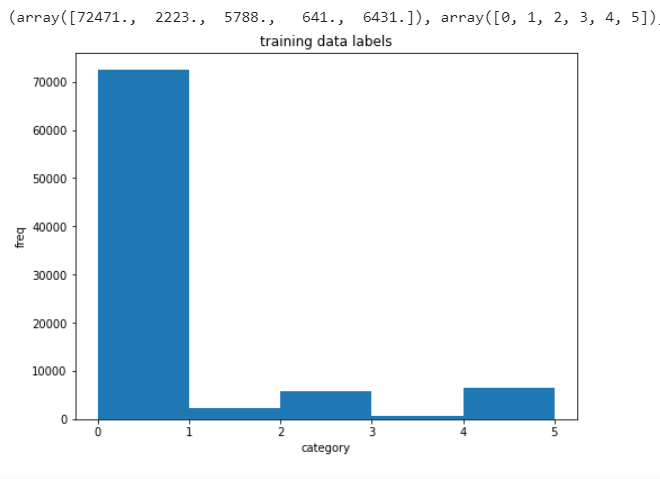 (array([72471., 2223., 5788., 641., 6431.]), array([0, 1, 2, 3, 4, 5]),
training data labels
70000
60000
50000
40000
30000
20000
10000
0
freq
0 1 2 3 4 5
category